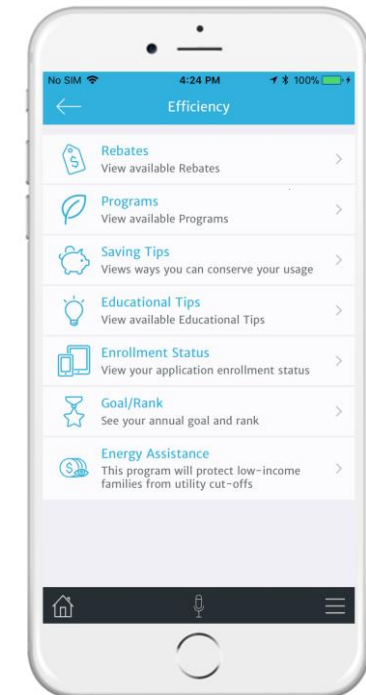 No SIM 4:24 PM 100%
Efficiency
Rebates
View available Rebates
Programs
View available Programs
Saving Tips
Views ways you can conserve your usage
Educational Tips
View available Educational Tips
Enrollment Status
View your application enrollment status
Goal/Rank
See your annual goal and rank
Energy Assistance
This program will protect low-income
families from utility cut-offs